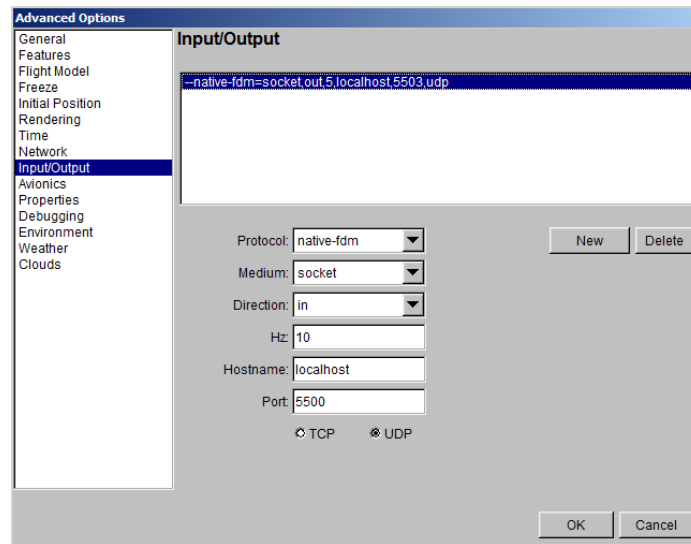 Advanced Options
General
Features
Flight Model
Freeze
Initial Position
Rendering
Time
Network
Input/Output
Avionics
Properties
Debugging
Environment
Weather
Clouds
Input/Output
--native-fdm=socket,out,5,localhost,5503,udp
Protocol: native-fdm
New Delete
Medium: socket
Direction: in
Hz: 10
Hostname: localhost
Port: 5500
TCP UDP
OK Cancel